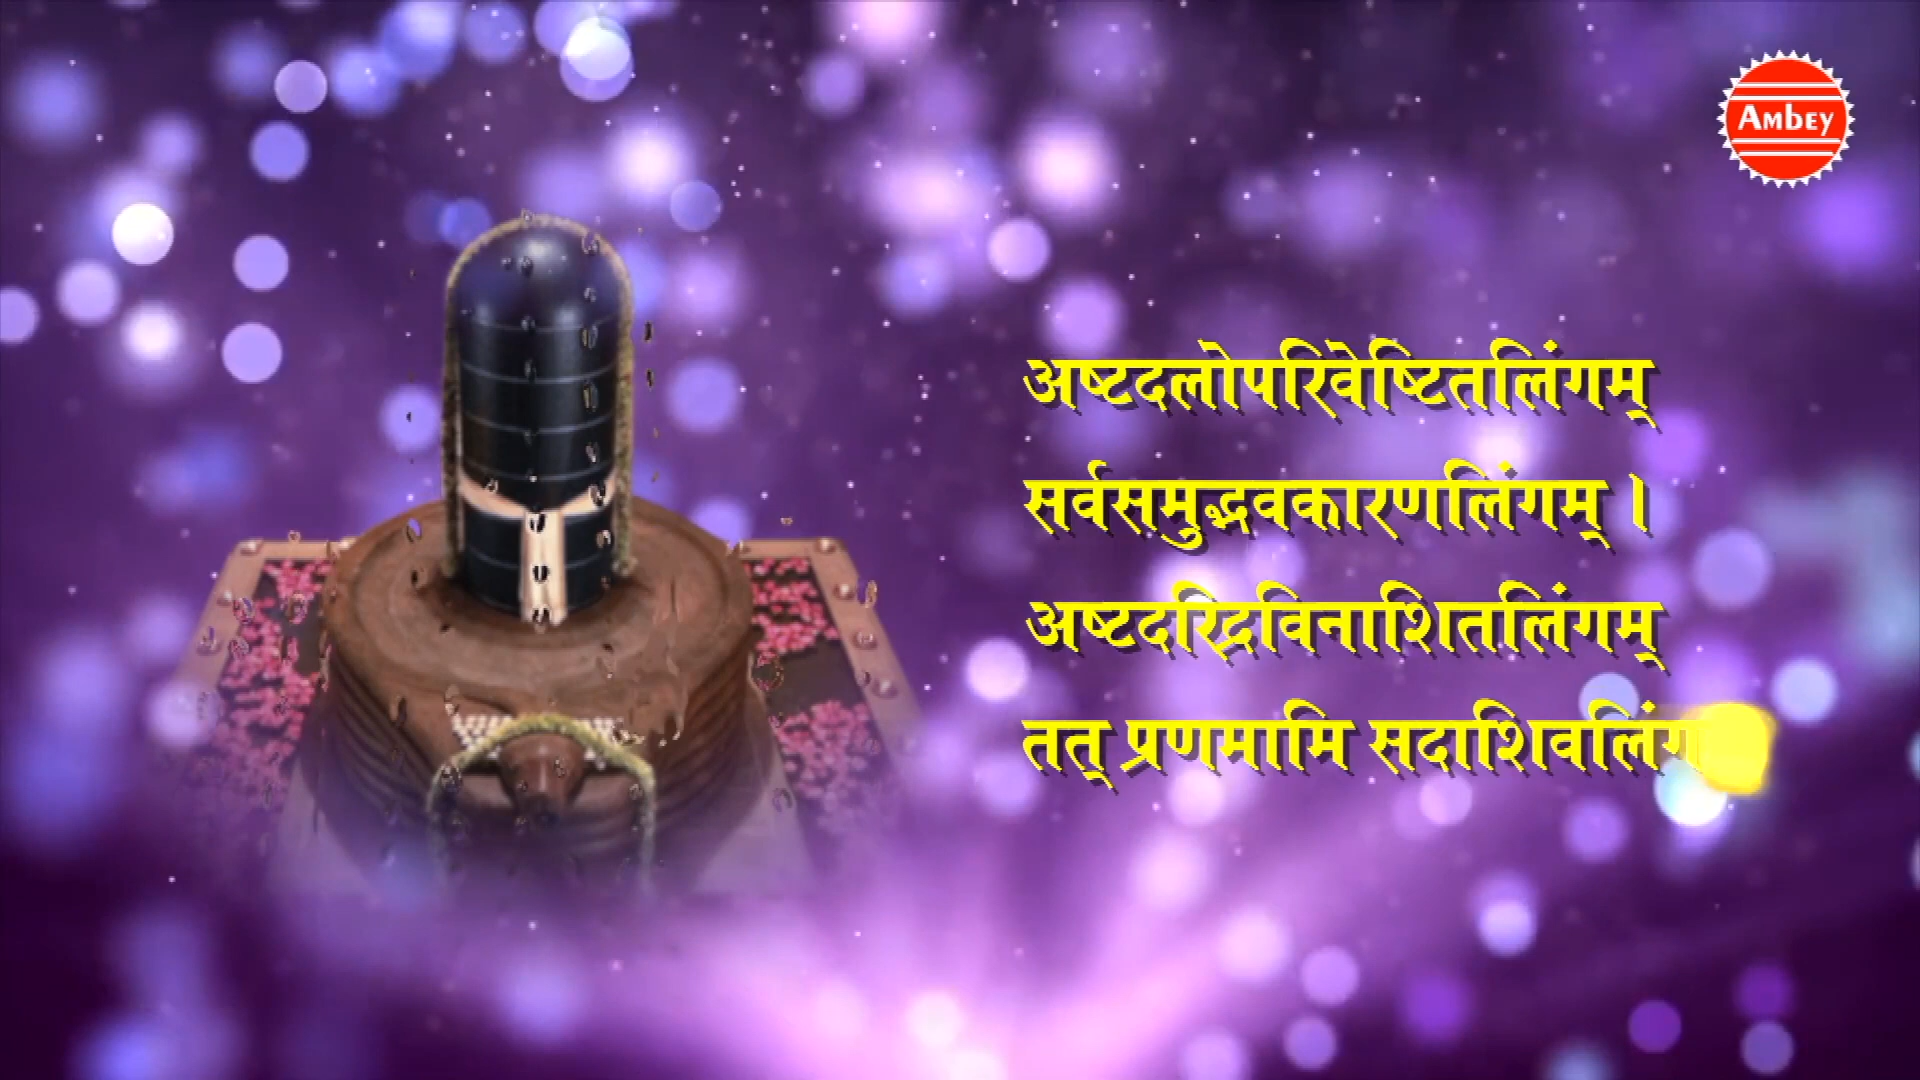 AMBEY
अष्टदलोपरिवेष्टितलिंगम्
सर्वसमुद्भवकारणलिंगम् ।
अष्टदरिद्रविनाशितलिंगम्
तत् प्रणमामि सदाशिवलिंग